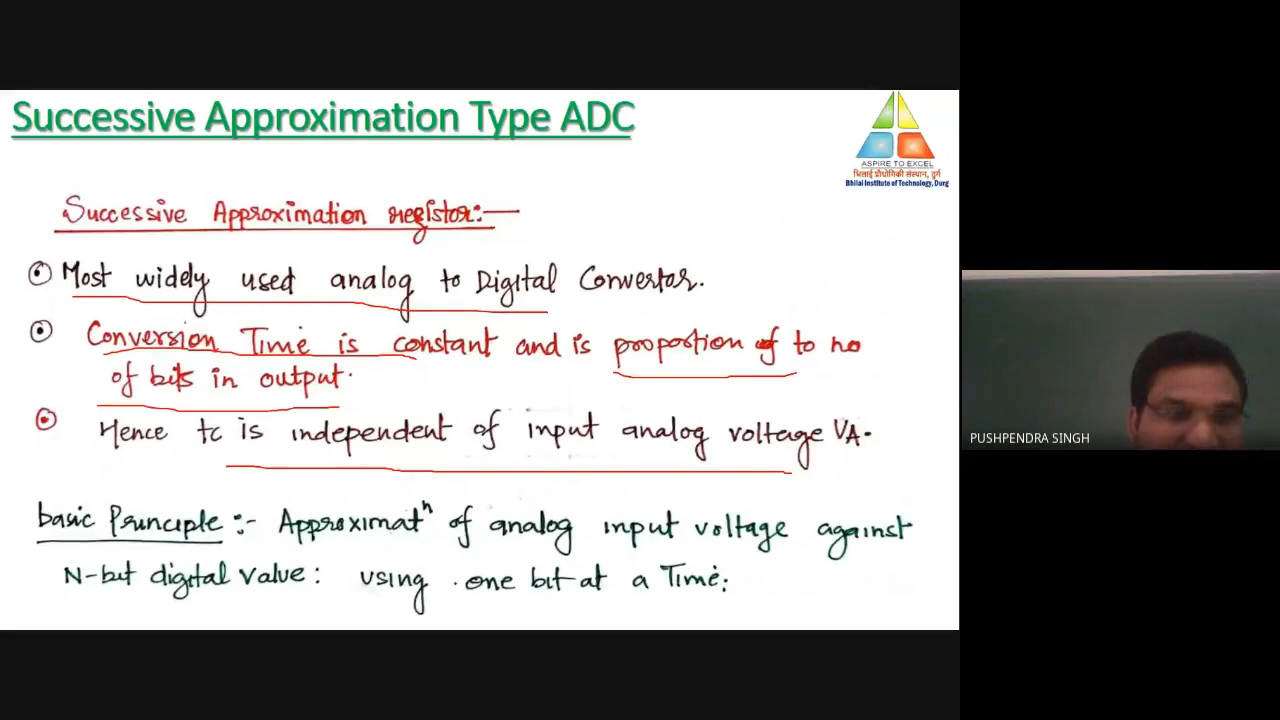 Successive Approximation Type ADC
ASPIRE TO EXCEL
भिलाई प्रौद्योगिकी संस्थान, दुर्ग
Bhilai Institute of Technology, Durg
Successive Approximation register:—
Most widely used analog to Digital Convertor.
Conversion Time is constant and is proportion of to no
of bits in output.
Hence tc is independent of input analog voltage VA.
PUSHPENDRA SINGH
basic Principle :- Approximatⁿ of analog input voltage against
N-bit digital value: using one bit at a Time: